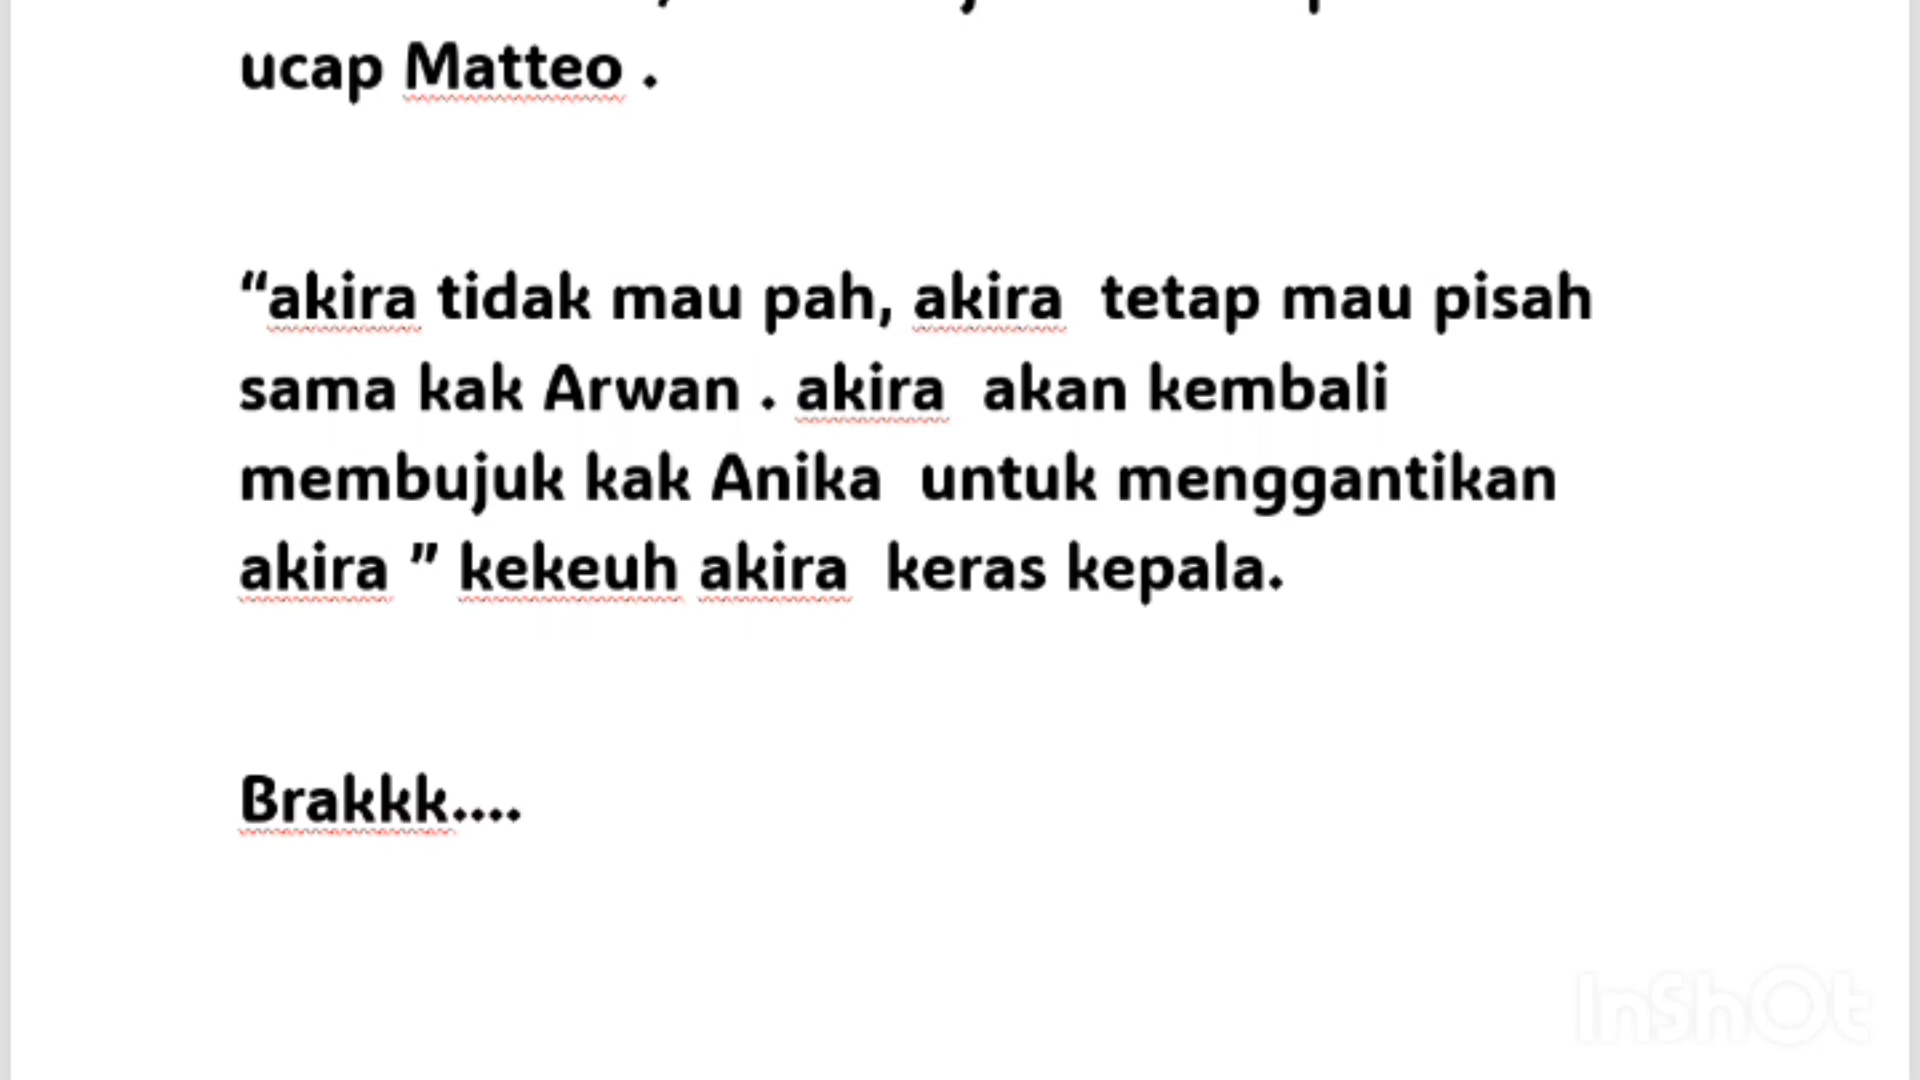 ucap Matteo .
“akira tidak mau pah, akira  tetap mau pisah
sama kak Arwan . akira  akan kembali
membujuk kak Anika  untuk menggantikan
akira ” kekeuh akira  keras kepala.
Brakkk....
InShOt